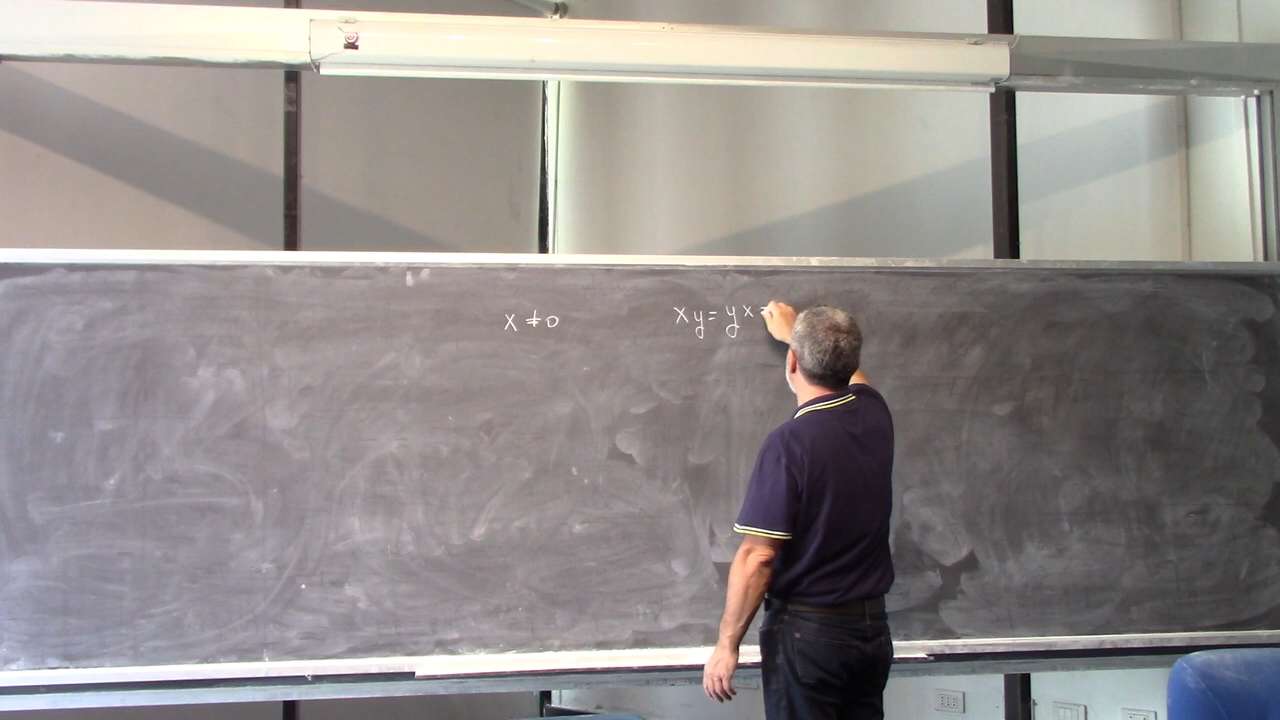 x ≠ 0 xy = yx =